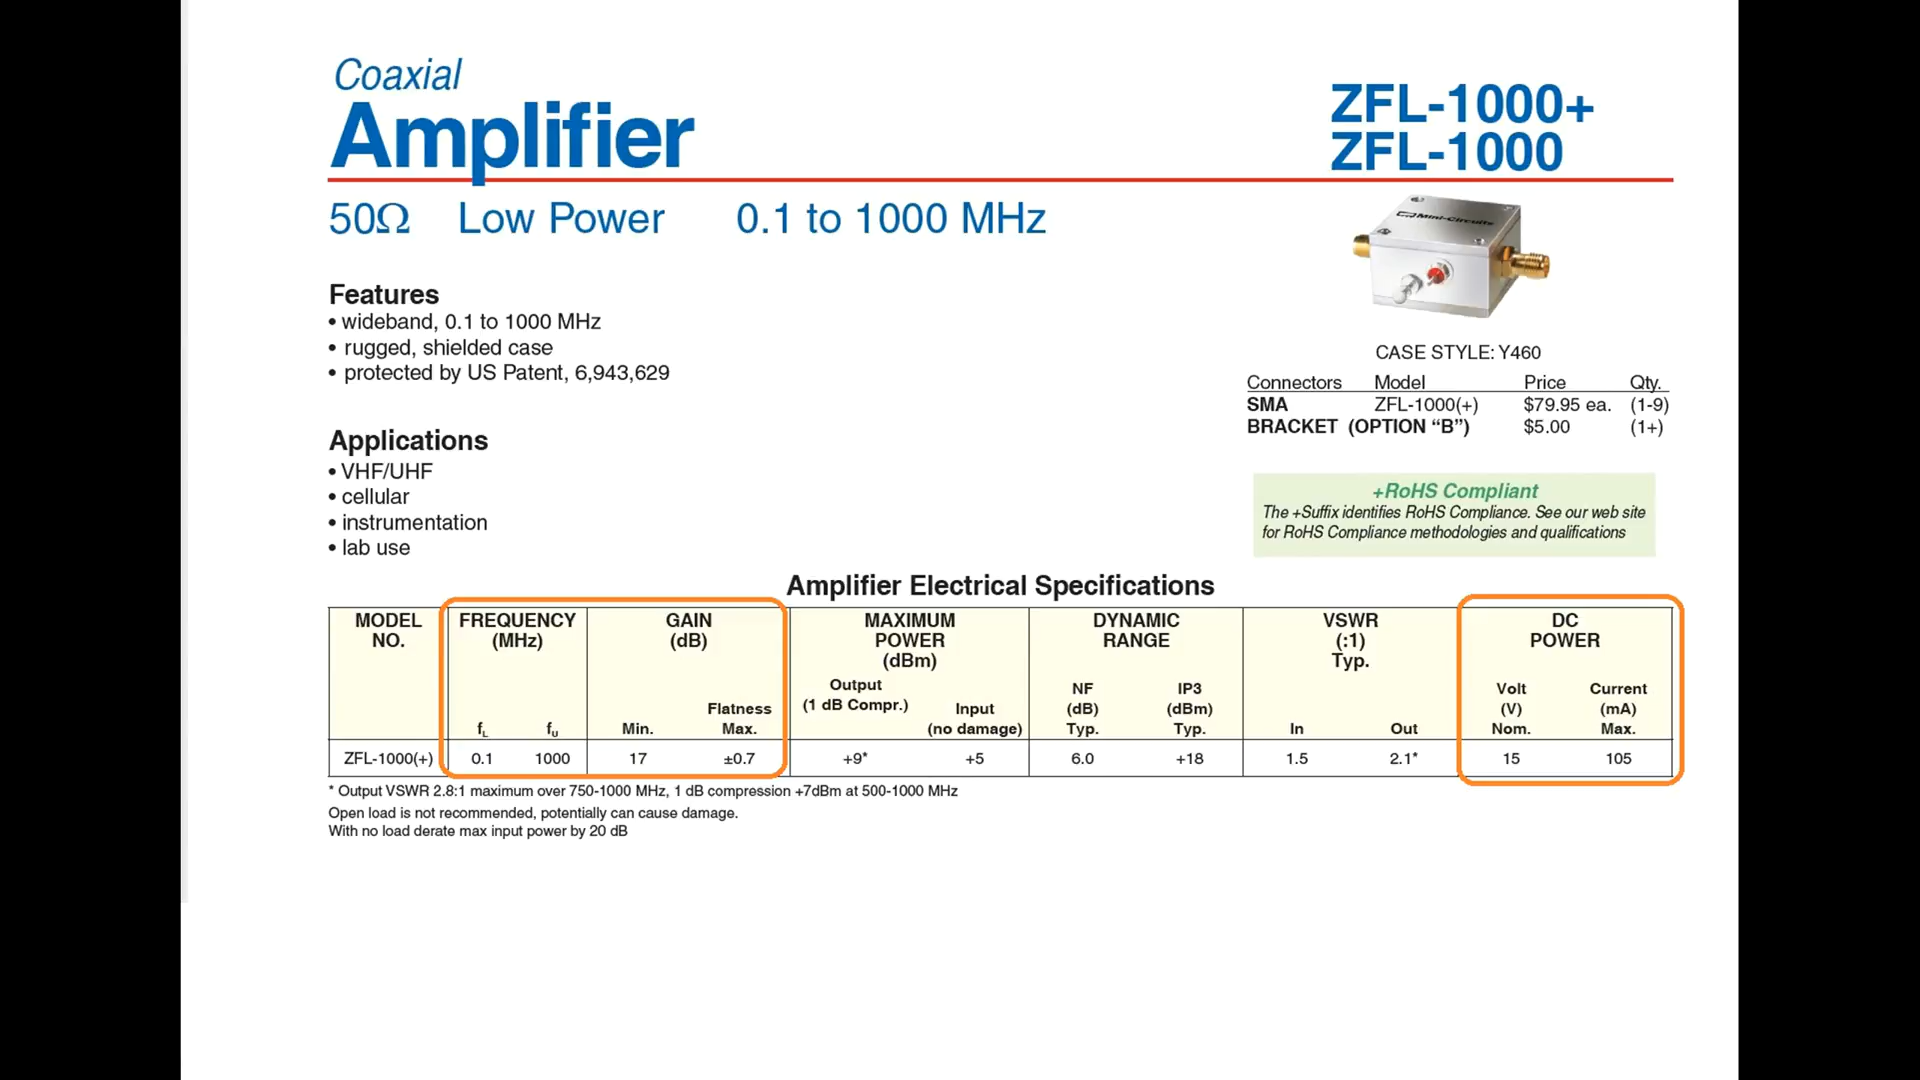 Coaxial
Amplifier
ZFL-1000+
ZFL-1000
50Ω Low Power 0.1 to 1000 MHz
Mini-Circuits
Features
• wideband, 0.1 to 1000 MHz
• rugged, shielded case
• protected by US Patent, 6,943,629
Applications
• VHF/UHF
• cellular
• instrumentation
• lab use
CASE STYLE: Y460
Connectors Model Price Qty.
SMA ZFL-1000(+) $79.95 ea. (1-9)
BRACKET (OPTION “B”) $5.00 (1+)
+RoHS Compliant
The +Suffix identifies RoHS Compliance. See our web site
for RoHS Compliance methodologies and qualifications
Amplifier Electrical Specifications
MODEL FREQUENCY GAIN MAXIMUM DYNAMIC VSWR DC
NO. (MHz) (dB) POWER RANGE (:1) POWER
(dBm) Typ.
Output NF IP3 Volt Current
(1 dB Compr.) (dB) (dBm) (V) (mA)
Flatness Input
fL fU Min. Max. (no damage) Typ. Typ. In Out Nom. Max.
ZFL-1000(+) 0.1 1000 17 ±0.7 +9* +5 6.0 +18 1.5 2.1* 15 105
* Output VSWR 2.8:1 maximum over 750-1000 MHz, 1 dB compression +7dBm at 500-1000 MHz
Open load is not recommended, potentially can cause damage.
With no load derate max input power by 20 dB